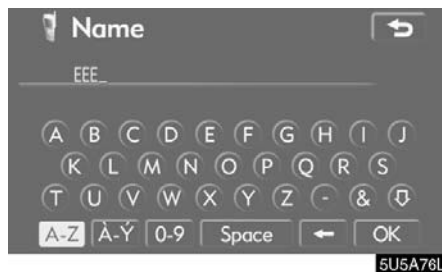 Name
EEE_
A B C D E F G H I J
K L M N O P Q R S
T U V W X Y Z - &
A-Z À-Ý 0-9 Space OK
5U5A76L